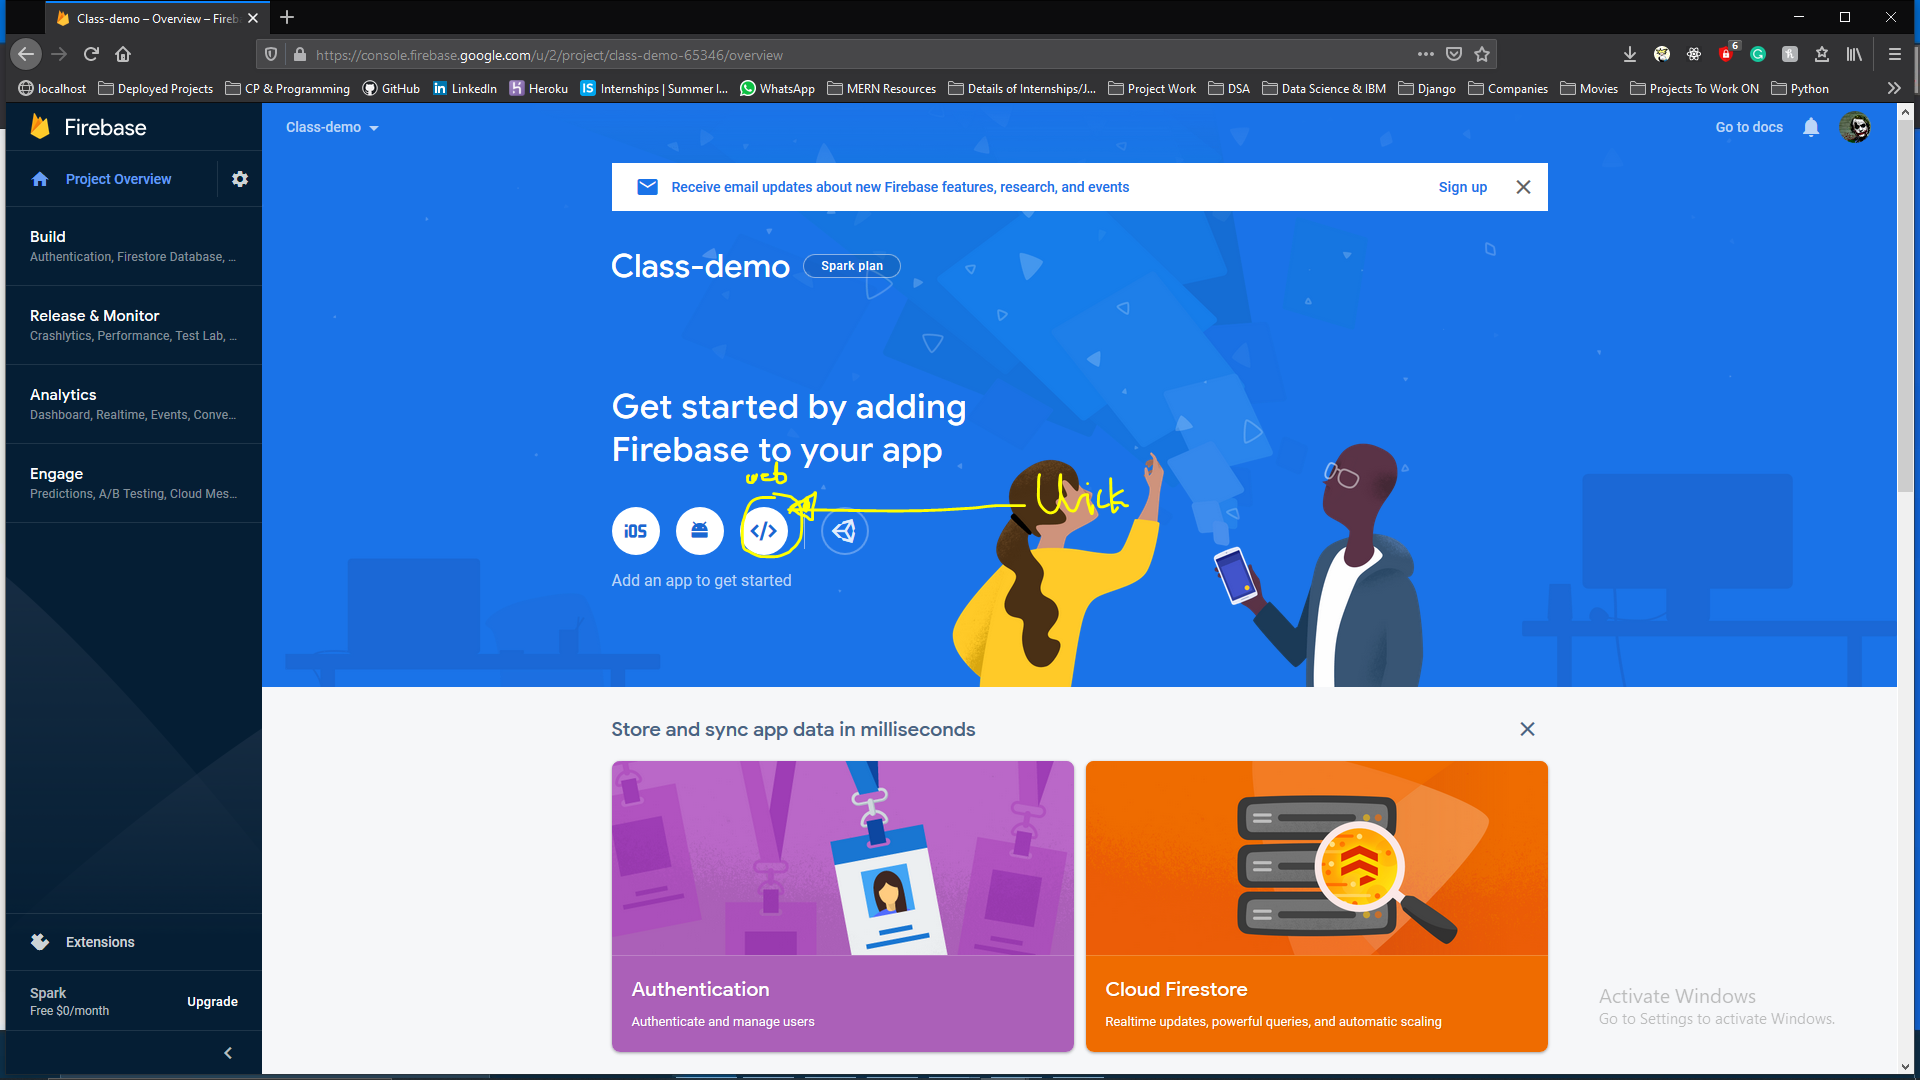 Class-demo – Overview – Fireb
https://console.firebase.google.com/u/2/project/class-demo-65346/overview
6
localhost Deployed Projects CP & Programming GitHub LinkedIn Heroku Internships | Summer I... WhatsApp MERN Resources Details of Internships/J... Project Work DSA Data Science & IBM Django Companies Movies Projects To Work ON Python
Firebase
Project Overview
Build
Authentication, Firestore Database, ...
Release & Monitor
Crashlytics, Performance, Test Lab, ...
Analytics
Dashboard, Realtime, Events, Conve...
Engage
Predictions, A/B Testing, Cloud Mes...
Extensions
Spark
Free $0/month
Upgrade
Class-demo
Go to docs
Receive email updates about new Firebase features, research, and events
Sign up
Class-demo
Spark plan
Get started by adding
Firebase to your app
web
iOS
</>
Add an app to get started
Store and sync app data in milliseconds
Authentication
Authenticate and manage users
Cloud Firestore
Realtime updates, powerful queries, and automatic scaling
Activate Windows
Go to Settings to activate Windows.